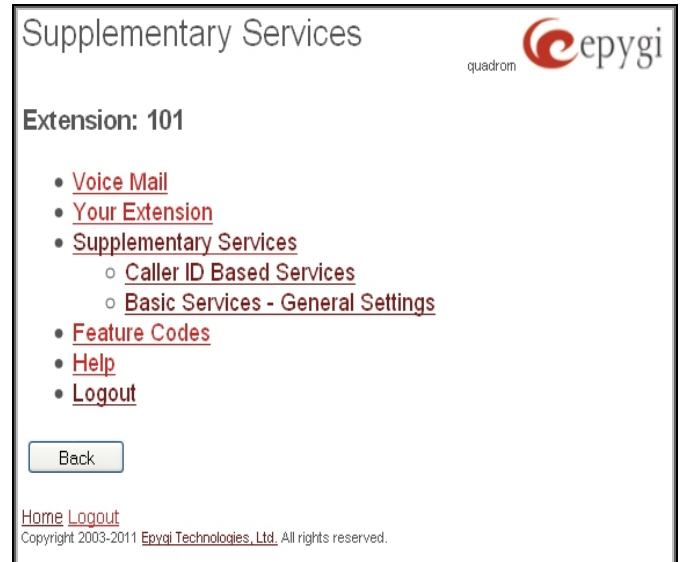 Supplementary Services
quadrom epygi
Extension: 101
Voice Mail
Your Extension
Supplementary Services
Caller ID Based Services
Basic Services - General Settings
Feature Codes
Help
Logout
Back
Home Logout
Copyright 2003-2011 Epygi Technologies, Ltd. All rights reserved.